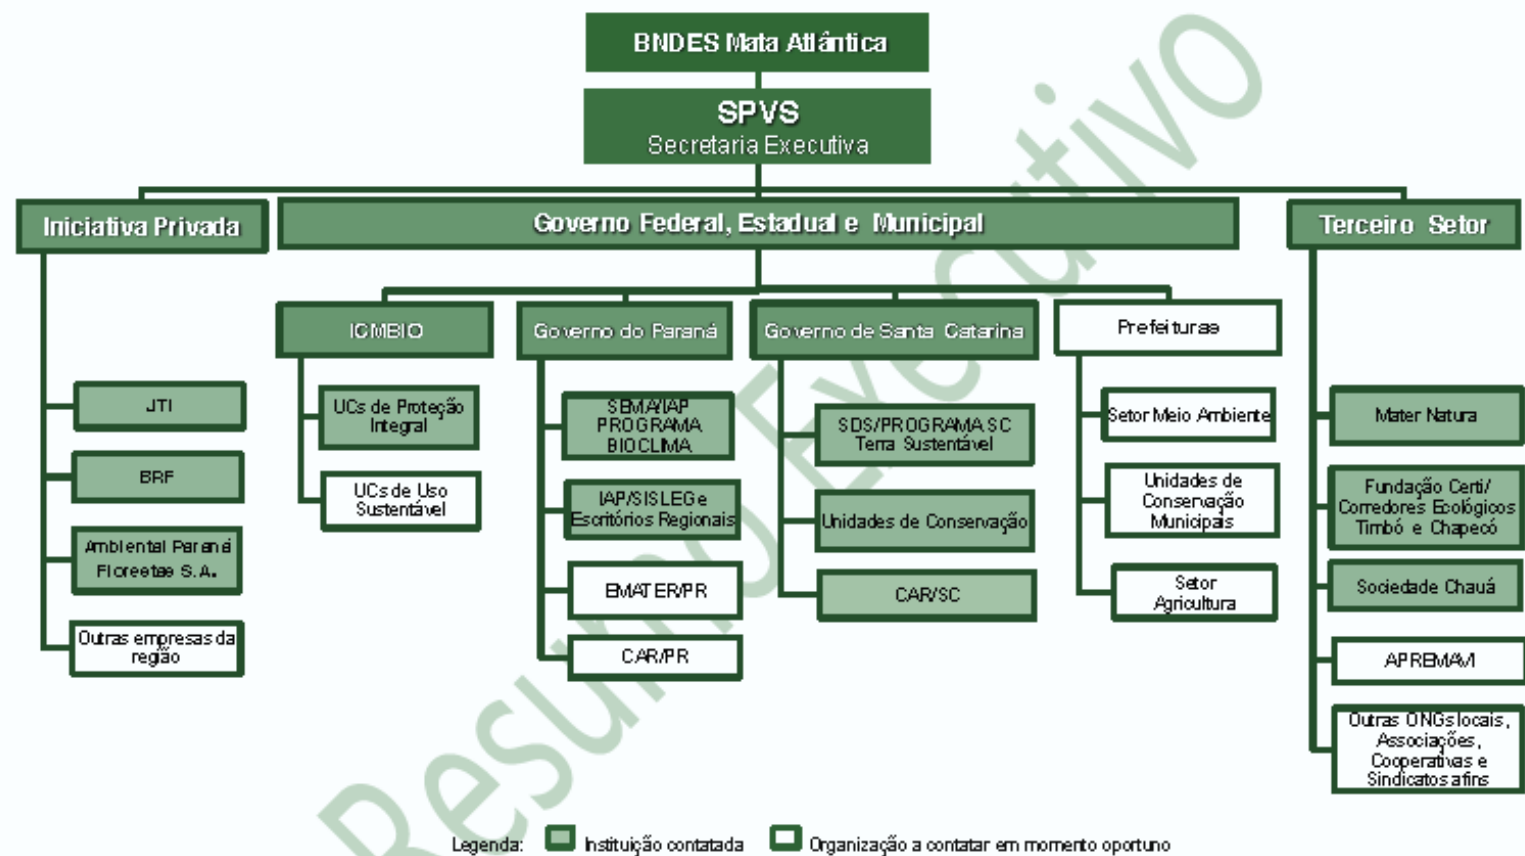 BNDES Mata Atlântica
SPVS
Secretaria Executiva
Iniciativa Privada
Governo Federal, Estadual e Municipal
Terceiro Setor
ICMBIO
Governo do Paraná
Governo de Santa Catarina
Prefeituras
JTI
BRF
Ambiental Paraná
Florestas S.A.
Outras empresas da
região
UCs de Proteção
Integral
UCs de Uso
Sustentável
SEMA/IAP
PROGRAMA
BIOCLIMA
IAP/SISLEG e
Escritórios Regionais
EMATER/PR
CAR/PR
SDS/PROGRAMA SC
Terra Sustentável
Unidades de Conservação
CAR/SC
Setor Meio Ambiente
Unidades de
Conservação
Municipais
Setor
Agricultura
Mater Natura
Fundação Certi/
Corredores Ecológicos
Timbó e Chapecó
Sociedade Chauá
APREMAVI
Outras ONGs locais,
Associações,
Cooperativas e
Sindicatos afins
Legenda: Instituição contatada Organização a contatar em momento oportuno
Resumo Executivo